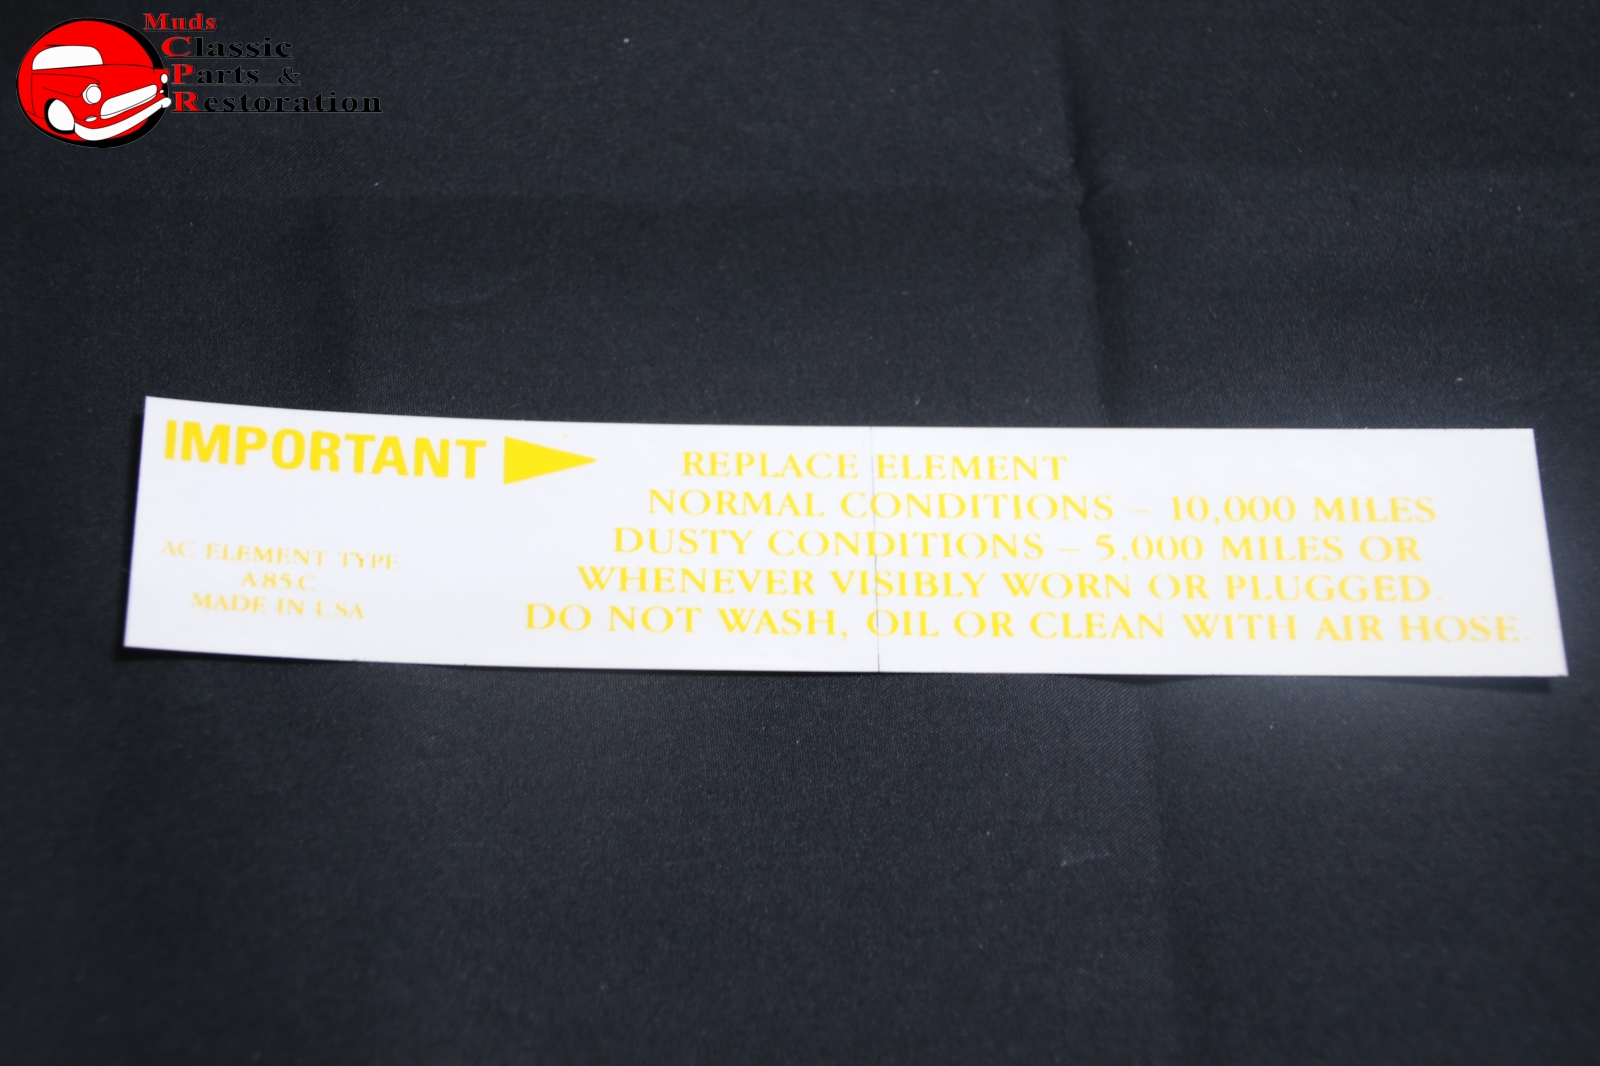 Muds
Classic
Parts &
Restoration
IMPORTANT
AC ELEMENT TYPE
A85C
MADE IN USA
REPLACE ELEMENT
NORMAL CONDITIONS – 10,000 MILES
DUSTY CONDITIONS – 5,000 MILES OR
WHENEVER VISIBLY WORN OR PLUGGED.
DO NOT WASH, OIL OR CLEAN WITH AIR HOSE.